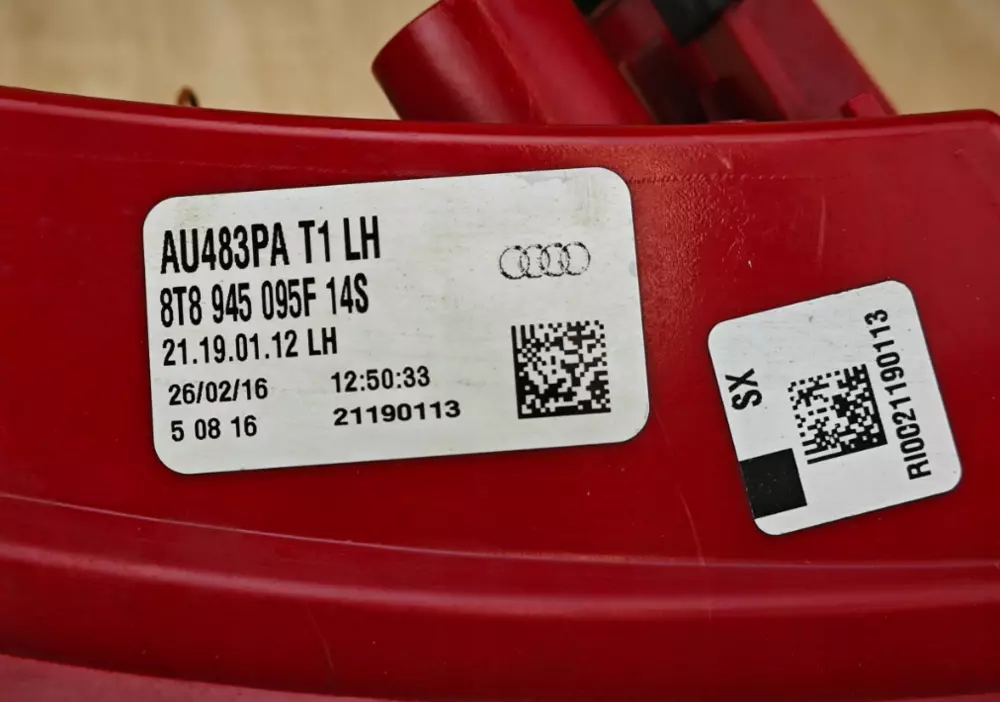 AU483PA T1 LH
8T8 945 095F 14S
21.19.01.12 LH
26/02/16 12:50:33
5 08 16 21190113
SX
RI0C21190113